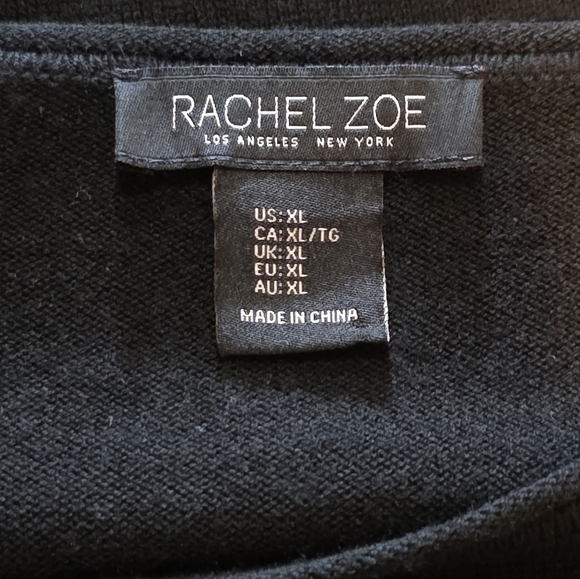 RACHEL ZOE
LOS ANGELES NEW YORK
US: XL
CA: XL/TG
UK: XL
EU: XL
AU: XL
MADE IN CHINA